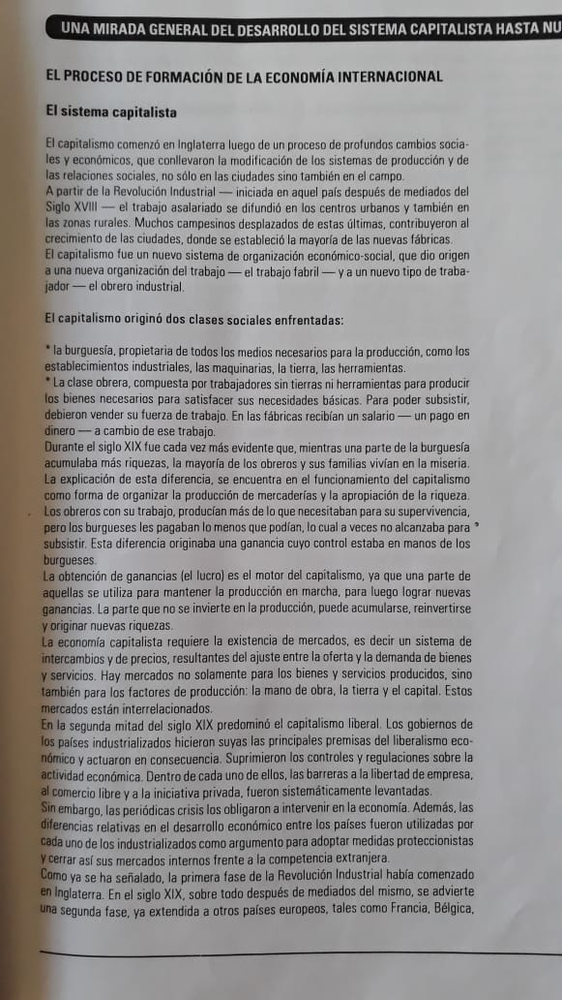 UNA MIRADA GENERAL DEL DESARROLLO DEL SISTEMA CAPITALISTA HASTA NU
EL PROCESO DE FORMACIÓN DE LA ECONOMÍA INTERNACIONAL
El sistema capitalista
El capitalismo comenzó en Inglaterra luego de un proceso de profundos cambios socia-
les y económicos, que conllevaron la modificación de los sistemas de producción y de
las relaciones sociales, no sólo en las ciudades sino también en el campo.
A partir de la Revolución Industrial — iniciada en aquel país después de mediados del
Siglo XVIII — el trabajo asalariado se difundió en los centros urbanos y también en
las zonas rurales. Muchos campesinos desplazados de estas últimas, contribuyeron al
crecimiento de las ciudades, donde se estableció la mayoría de las nuevas fábricas.
El capitalismo fue un nuevo sistema de organización económico-social, que dio origen
a una nueva organización del trabajo — el trabajo fabril — y a un nuevo tipo de traba-
jador — el obrero industrial.
El capitalismo originó dos clases sociales enfrentadas:
* la burguesía, propietaria de todos los medios necesarios para la producción, como los
establecimientos industriales, las maquinarias, la tierra, las herramientas.
* La clase obrera, compuesta por trabajadores sin tierras ni herramientas para producir
los bienes necesarios para satisfacer sus necesidades básicas. Para poder subsistir,
debieron vender su fuerza de trabajo. En las fábricas recibían un salario — un pago en
dinero — a cambio de ese trabajo.
Durante el siglo XIX fue cada vez más evidente que, mientras una parte de la burguesía
acumulaba más riquezas, la mayoría de los obreros y sus familias vivían en la miseria.
La explicación de esta diferencia, se encuentra en el funcionamiento del capitalismo
como forma de organizar la producción de mercaderías y la apropiación de la riqueza.
Los obreros con su trabajo, producían más de lo que necesitaban para su supervivencia,
pero los burgueses les pagaban lo menos que podían, lo cual a veces no alcanzaba para
subsistir. Esta diferencia originaba una ganancia cuyo control estaba en manos de los
burgueses.
La obtención de ganancias (el lucro) es el motor del capitalismo, ya que una parte de
aquellas se utiliza para mantener la producción en marcha, para luego lograr nuevas
ganancias. La parte que no se invierte en la producción, puede acumularse, reinvertirse
y originar nuevas riquezas.
La economía capitalista requiere la existencia de mercados, es decir un sistema de
intercambios y de precios, resultantes del ajuste entre la oferta y la demanda de bienes
y servicios. Hay mercados no solamente para los bienes y servicios producidos, sino
también para los factores de producción: la mano de obra, la tierra y el capital. Estos
mercados están interrelacionados.
En la segunda mitad del siglo XIX predominó el capitalismo liberal. Los gobiernos de
los países industrializados hicieron suyas las principales premisas del liberalismo eco-
nómico y actuaron en consecuencia. Suprimieron los controles y regulaciones sobre la
actividad económica. Dentro de cada uno de ellos, las barreras a la libertad de empresa,
al comercio libre y a la iniciativa privada, fueron sistemáticamente levantadas.
Sin embargo, las periódicas crisis los obligaron a intervenir en la economía. Además, las
diferencias relativas en el desarrollo económico entre los países fueron utilizadas por
cada uno de los industrializados como argumento para adoptar medidas proteccionistas
y cerrar así sus mercados internos frente a la competencia extranjera.
Como ya se ha señalado, la primera fase de la Revolución Industrial había comenzado
en Inglaterra. En el siglo XIX, sobre todo después de mediados del mismo, se advierte
una segunda fase, ya extendida a otros países europeos, tales como Francia, Bélgica,